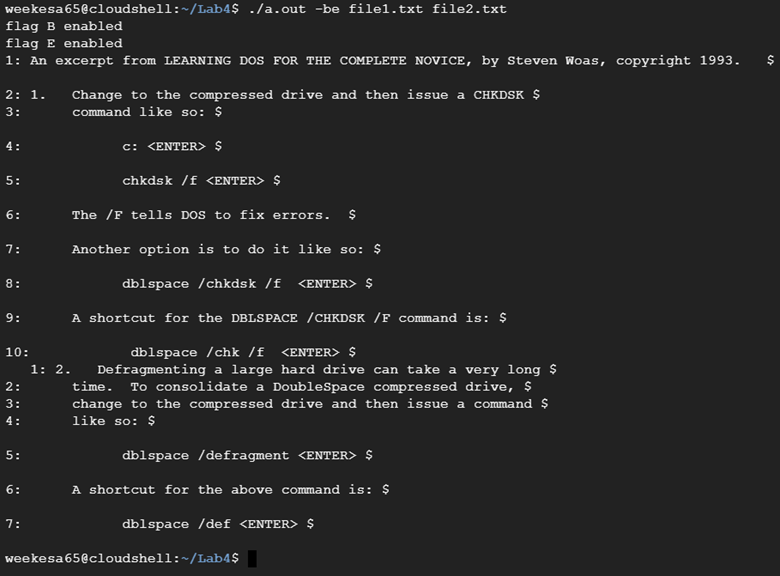 weekesa65@cloudshell:~/Lab4$ ./a.out -be file1.txt file2.txt
flag B enabled
flag E enabled
1: An excerpt from LEARNING DOS FOR THE COMPLETE NOVICE, by Steven Woas, copyright 1993.   $
2: 1.   Change to the compressed drive and then issue a CHKDSK $
3:      command like so: $
4:            c: <ENTER> $
5:            chkdsk /f <ENTER> $
6:      The /F tells DOS to fix errors.  $
7:      Another option is to do it like so: $
8:            dblspace /chkdsk /f  <ENTER> $
9:      A shortcut for the DBLSPACE /CHKDSK /F command is: $
10:            dblspace /chk /f  <ENTER> $
   1: 2.   Defragmenting a large hard drive can take a very long $
2:      time.  To consolidate a DoubleSpace compressed drive, $
3:      change to the compressed drive and then issue a command $
4:      like so: $
5:            dblspace /defragment <ENTER> $
6:      A shortcut for the above command is: $
7:            dblspace /def <ENTER> $
weekesa65@cloudshell:~/Lab4$